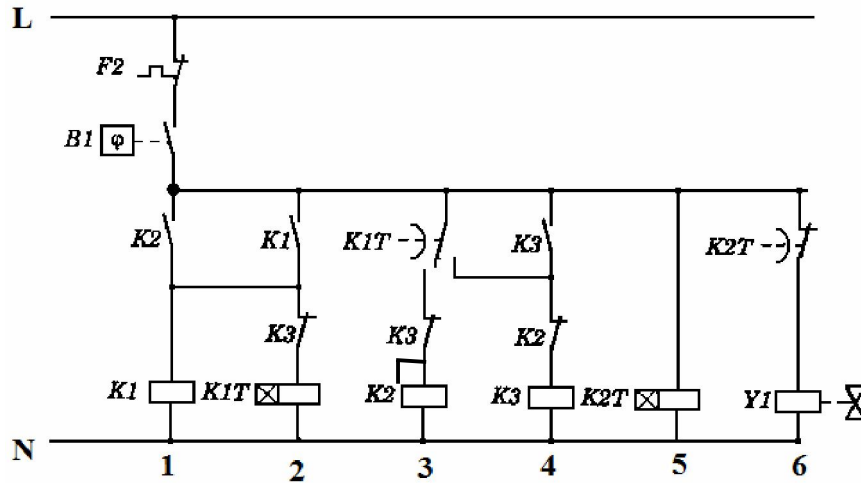 L
F2
B1 φ
K2 K1 K1T K3 K2T
K3 K3 K2
K1 K1T K2 K3 K2T Y1
N
1 2 3 4 5 6